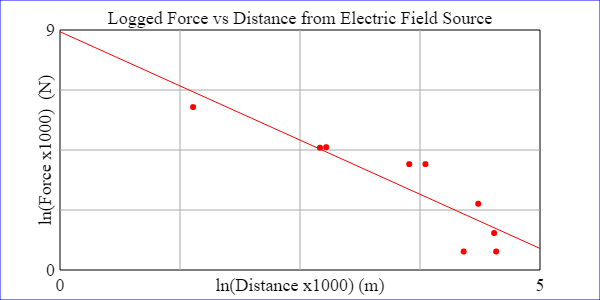 Logged Force vs Distance from Electric Field Source
9
ln(Force x1000)  (N)
0
0
ln(Distance x1000) (m)
5